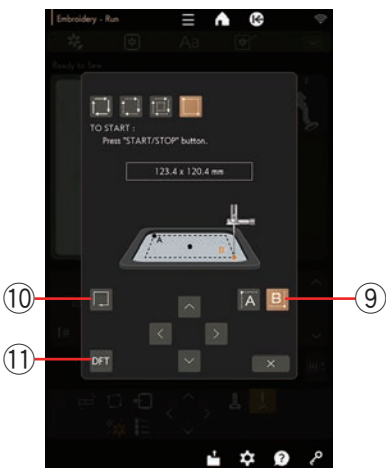 Embroidery - Run
Aa
Ready to Sew
TO START :
Press "START/STOP" button.
123.4 x 120.4 mm
A
B
⑩
A
B
⑨
⑪
DFT
×
?